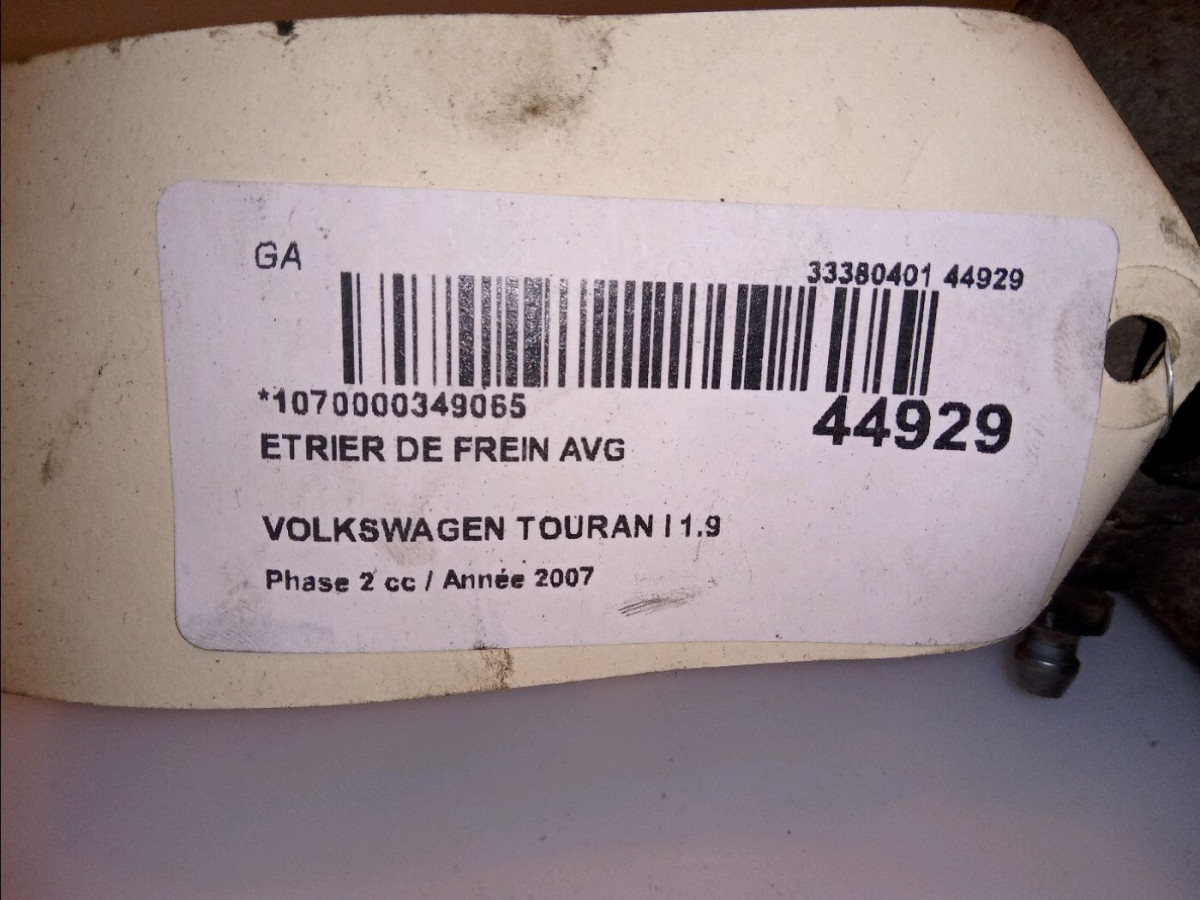 GA
33380401 44929
*1070000349065
44929
ETRIER DE FREIN AVG
VOLKSWAGEN TOURAN I 1.9
Phase 2 cc / Année 2007